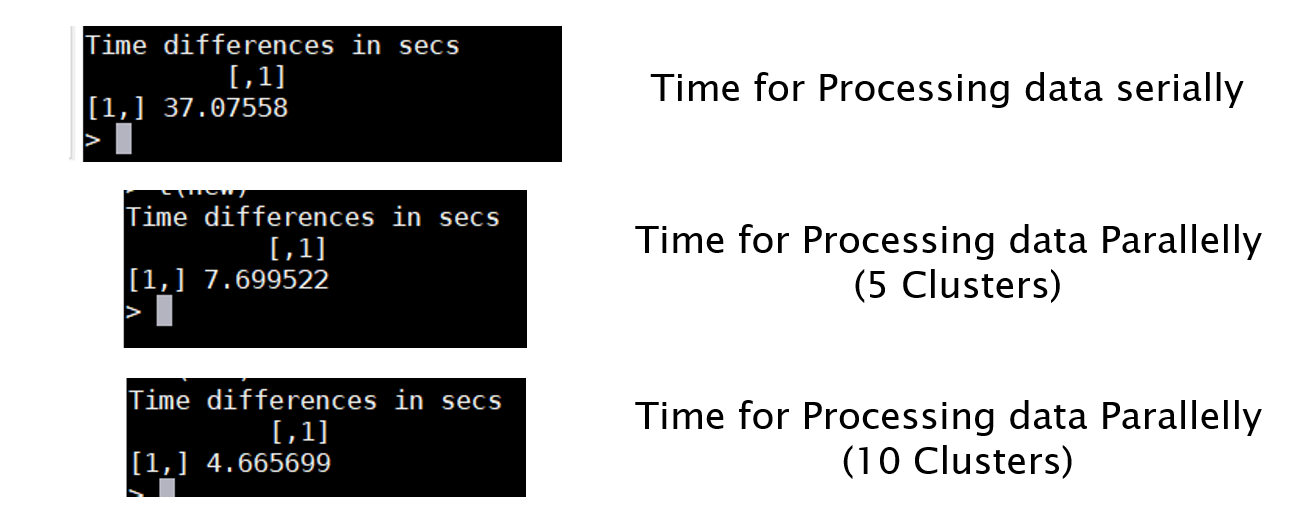 Time differences in secs
[,1]
[1,] 37.07558
>
Time for Processing data serially
Time differences in secs
[,1]
[1,] 7.699522
>
Time for Processing data Parallelly
(5 Clusters)
Time differences in secs
[,1]
[1,] 4.665699
>
Time for Processing data Parallelly
(10 Clusters)